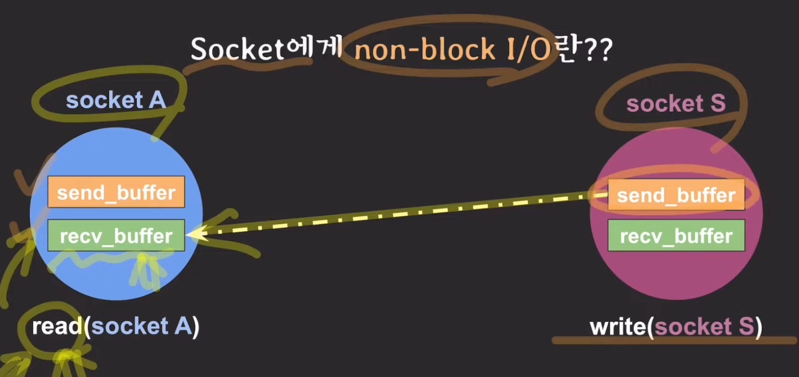 Socket에게 non-block I/O란??
socket A
socket S
send_buffer
recv_buffer
send_buffer
recv_buffer
read(socket A)
write(socket S)